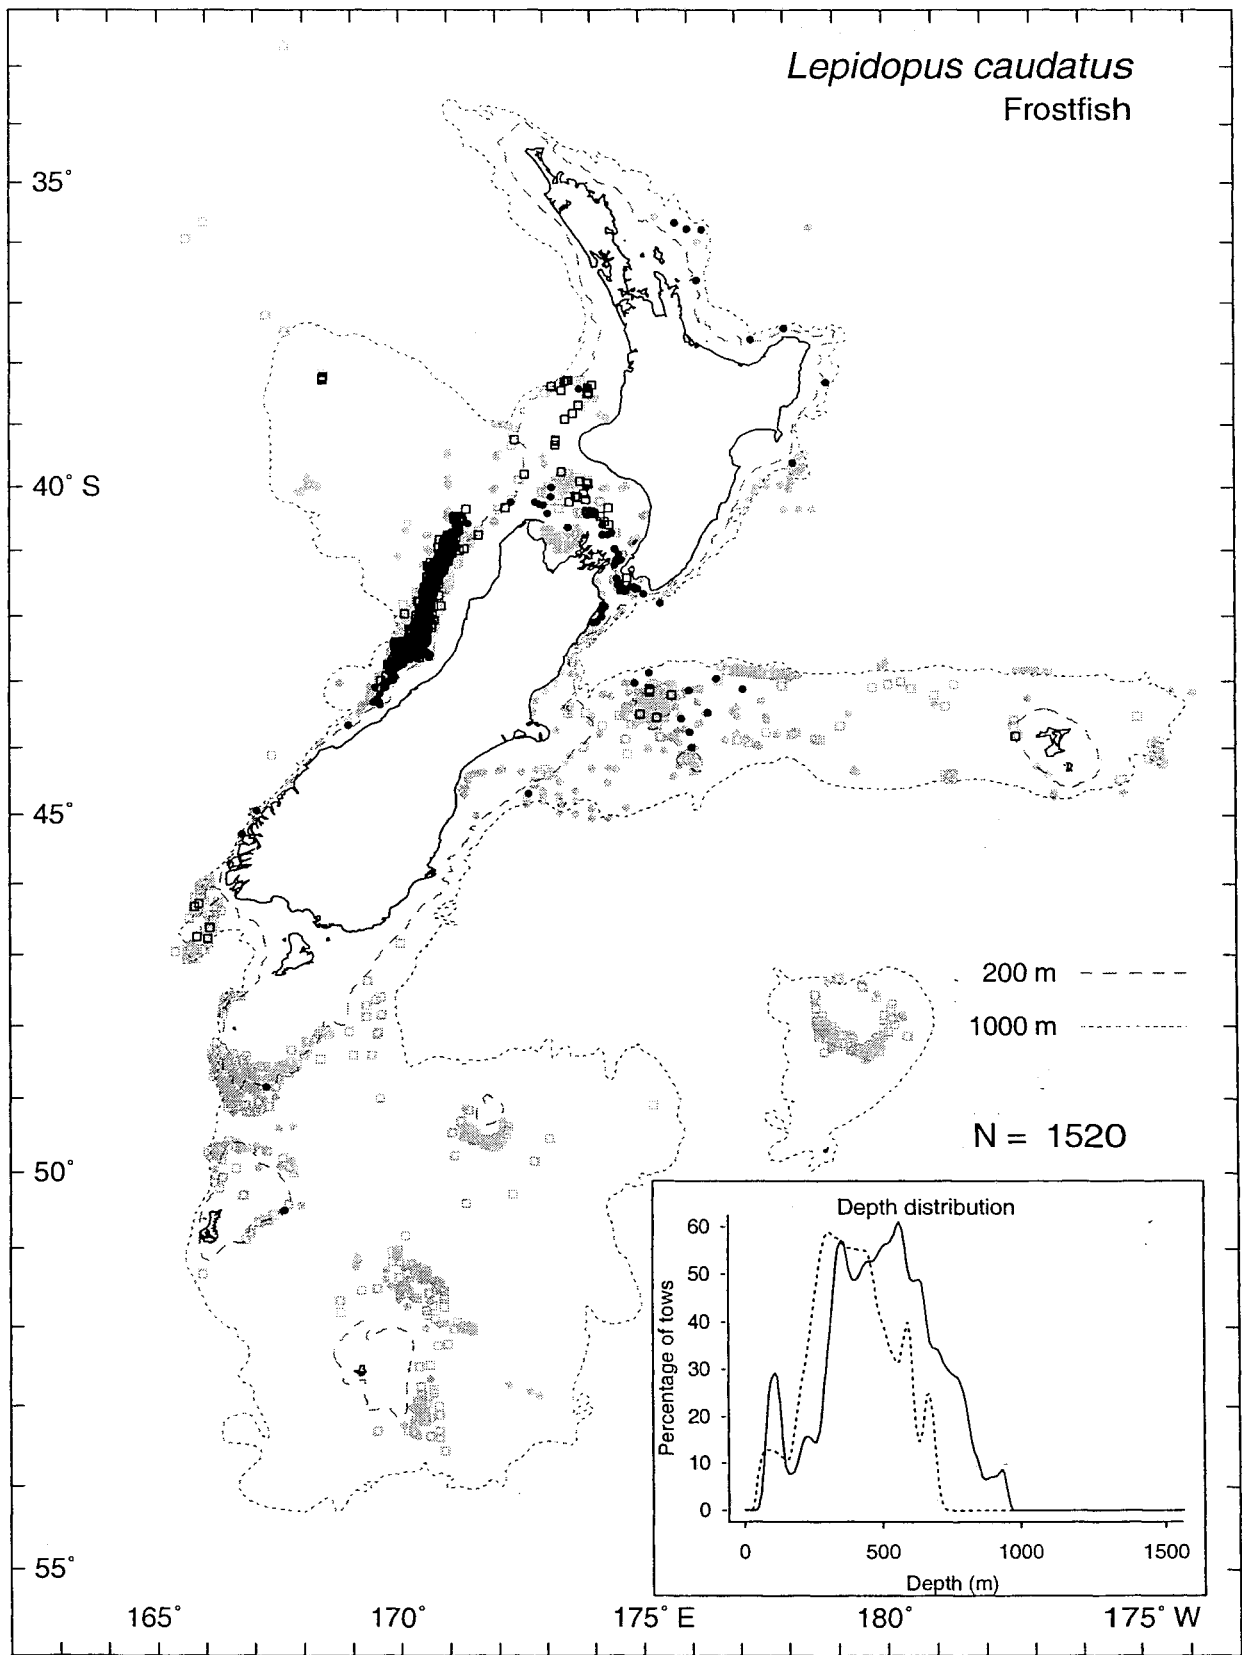 Lepidopus caudatus
Frostfish
35°
40° S
200 m
1000 m
45°
N = 1520
50°
Depth distribution
Percentage of tows
60
50
40
30
20
10
0
0 500 1000 1500
Depth (m)
55°
165° 170° 175° E 180° 175° W